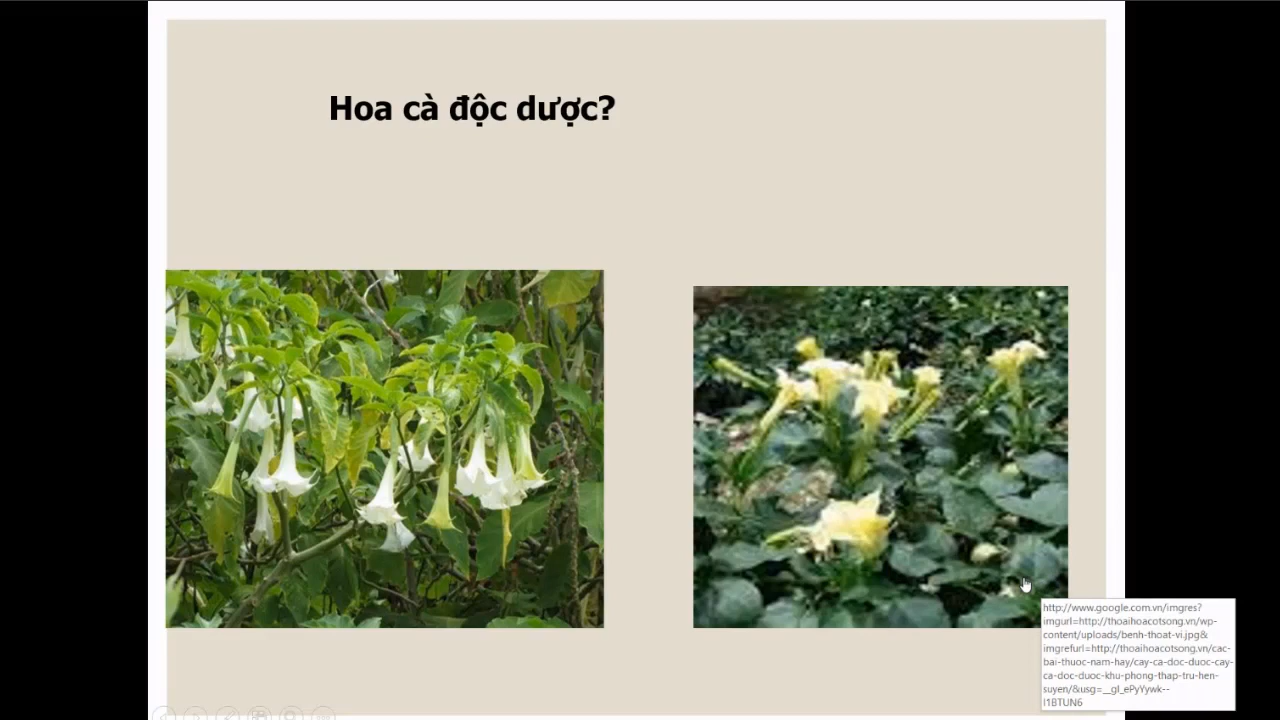 Hoa cà độc dược?
http://www.google.com.vn/imgres?
imgurl=http://thoaihoacotsong.vn/wp-
content/uploads/benh-thoat-vi.jpg&
imgrefurl=http://thoaihoacotsong.vn/cac-
bai-thuoc-nam-hay/cay-ca-doc-duoc-cay-
ca-doc-duoc-khu-phong-thap-tru-hen-
suyen/&usg=__gI_ePyYywk--
I1BTUN6